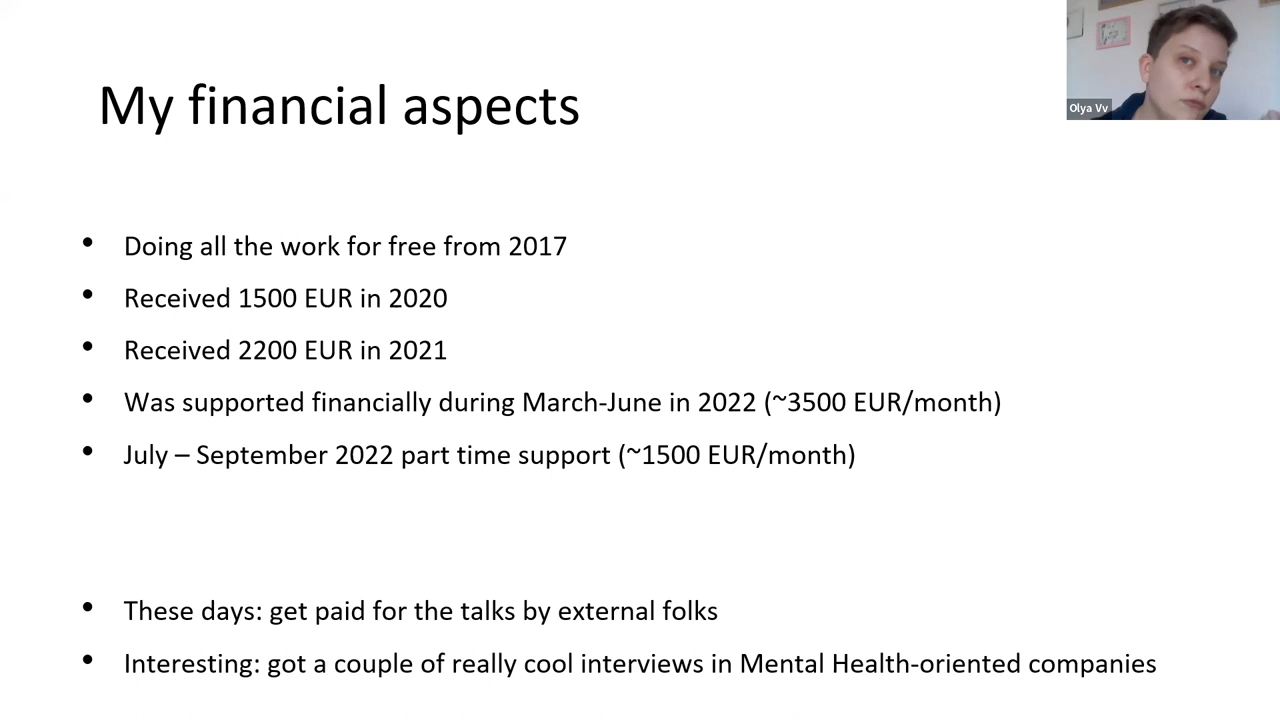 Olya Vv
My financial aspects
• Doing all the work for free from 2017
• Received 1500 EUR in 2020
• Received 2200 EUR in 2021
• Was supported financially during March-June in 2022 (~3500 EUR/month)
• July – September 2022 part time support (~1500 EUR/month)
• These days: get paid for the talks by external folks
• Interesting: got a couple of really cool interviews in Mental Health-oriented companies